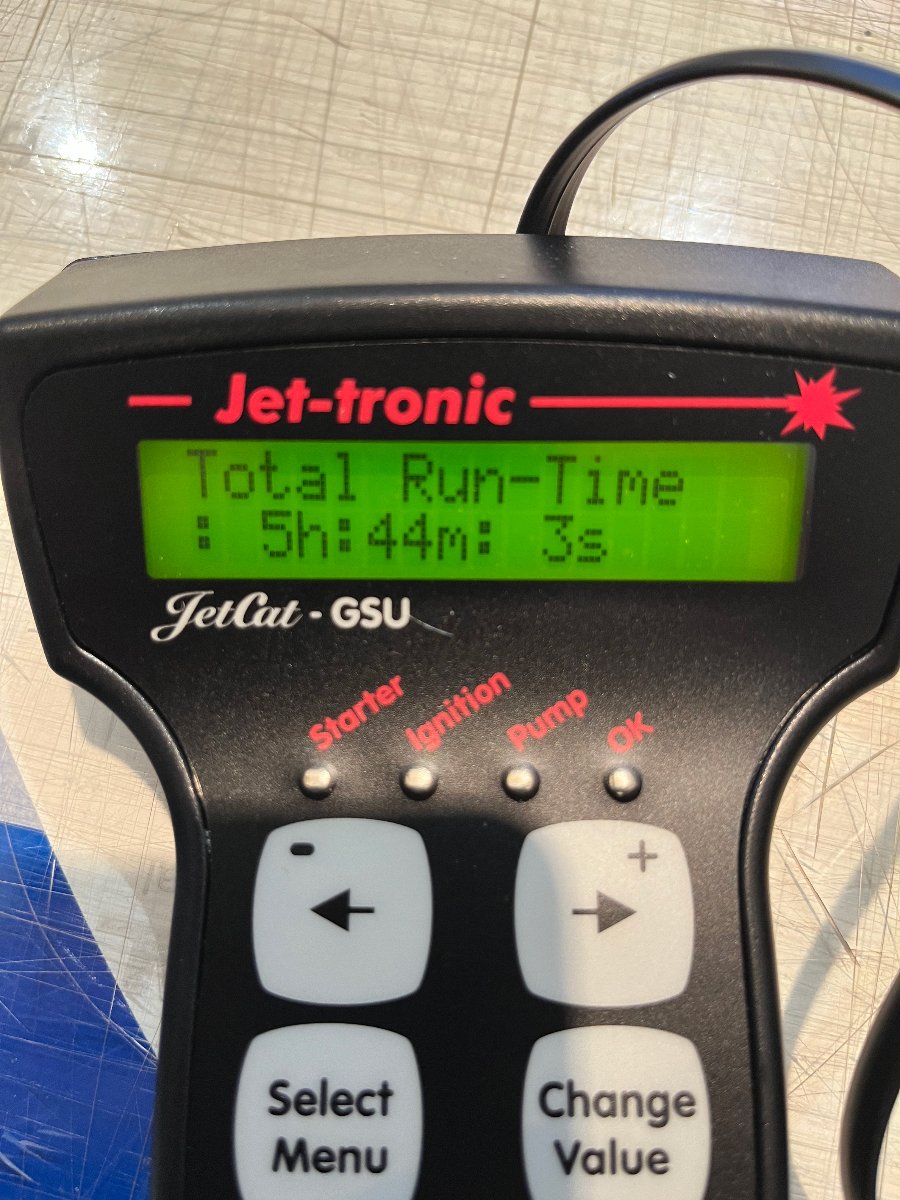 Jet-tronic
Total Run-Time
: 5h:44m: 3s
JetCat - GSU
Starter
Ignition
Pump
OK
-
+
Select
Menu
Change
Value